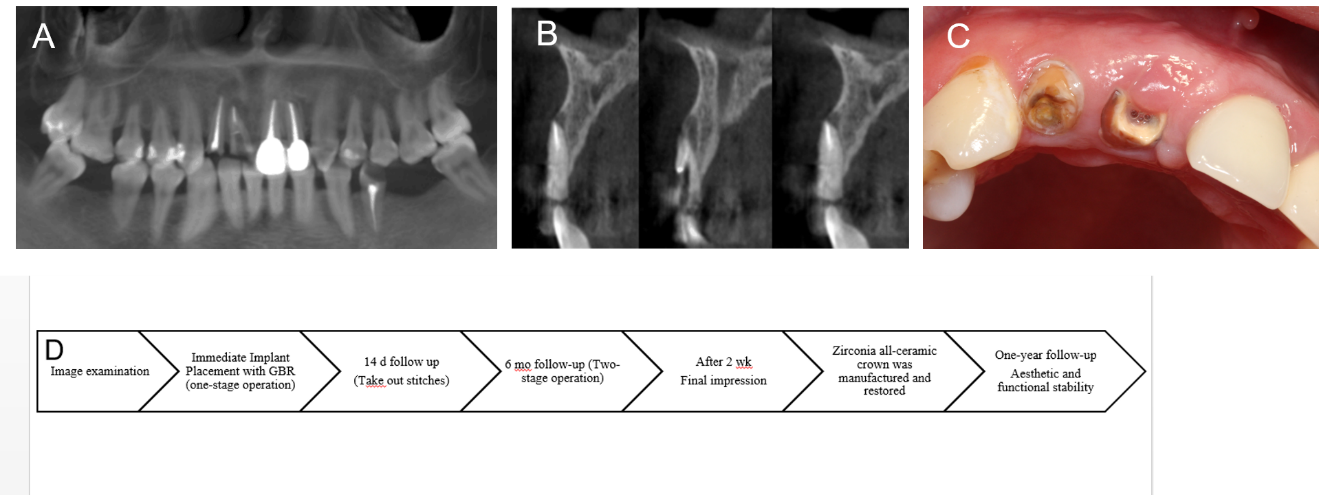 A
B
C
D
Image examination
Immediate Implant
Placement with GBR
(one-stage operation)
14 d follow up
(Take out stitches)
6 mo follow-up (Two-
stage operation)
After 2 wk
Final impression
Zirconia all-ceramic
crown was
manufactured and
restored
One-year follow-up
Aesthetic and
functional stability